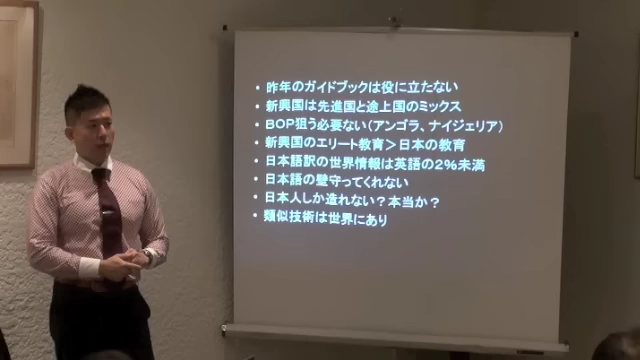 • 昨年のガイドブックは役に立たない
• 新興国は先進国と途上国のミックス
• BOP狙う必要ない(アンゴラ、ナイジェリア)
• 新興国のエリート教育>日本の教育
• 日本語訳の世界情報は英語の2%未満
• 日本語の壁守ってくれない
• 日本人しか造れない?本当か?
• 類似技術は世界にあり